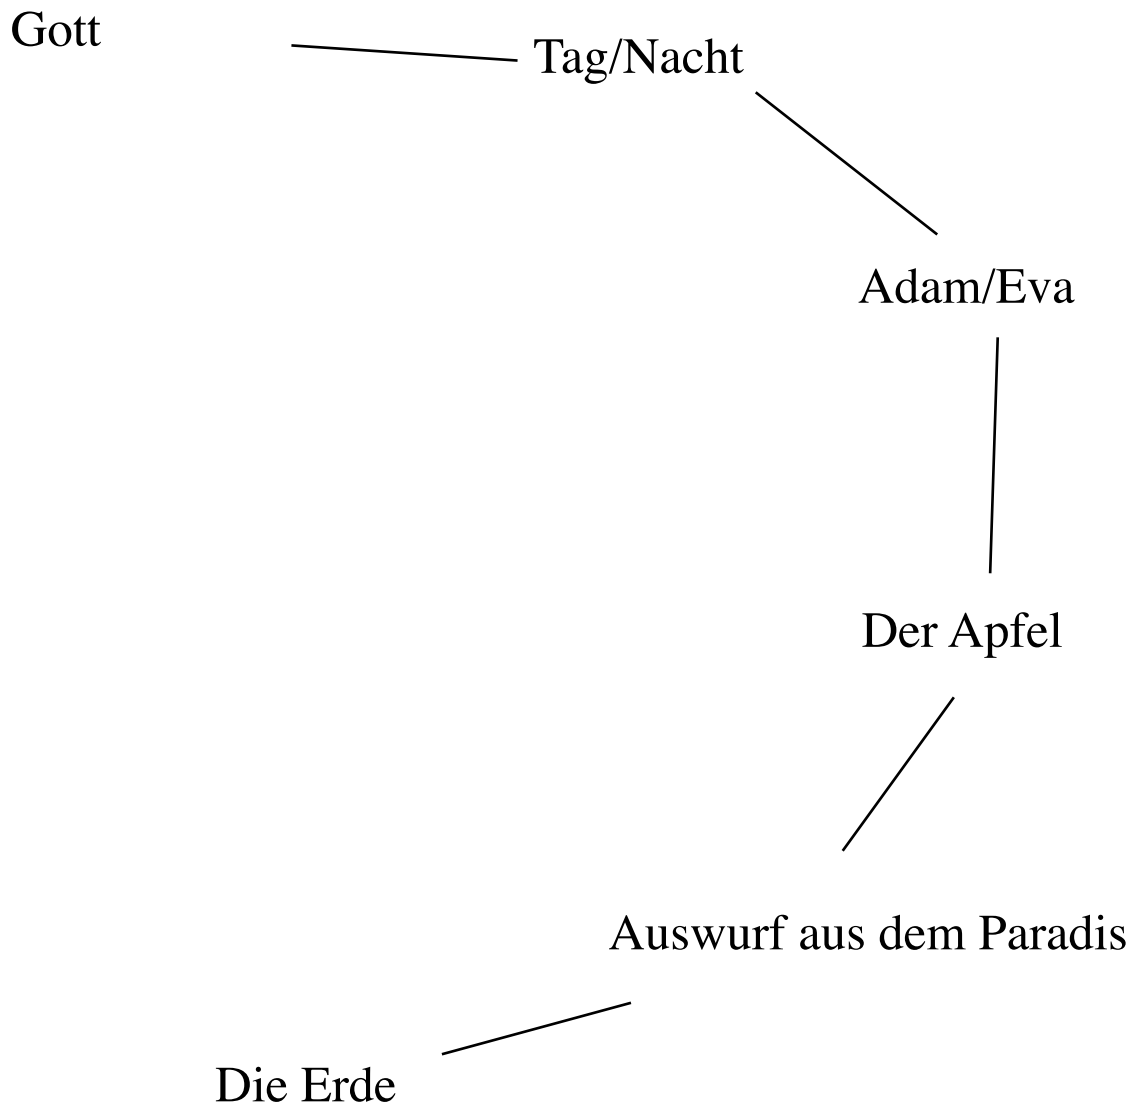 Gott
Tag/Nacht
Adam/Eva
Der Apfel
Auswurf aus dem Paradis
Die Erde